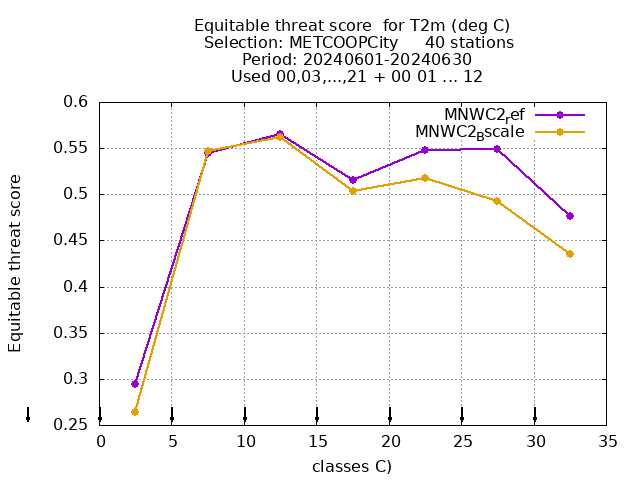 Equitable threat score  for T2m (deg C)
Selection: METCOOPCity     40 stations
Period: 20240601-20240630
Used 00,03,...,21 + 00 01 ... 12
MNWC2ref
MNWC2Bscale
Equitable threat score
0.6
0.55
0.5
0.45
0.4
0.35
0.3
0.25
0 5 10 15 20 25 30 35
classes C)